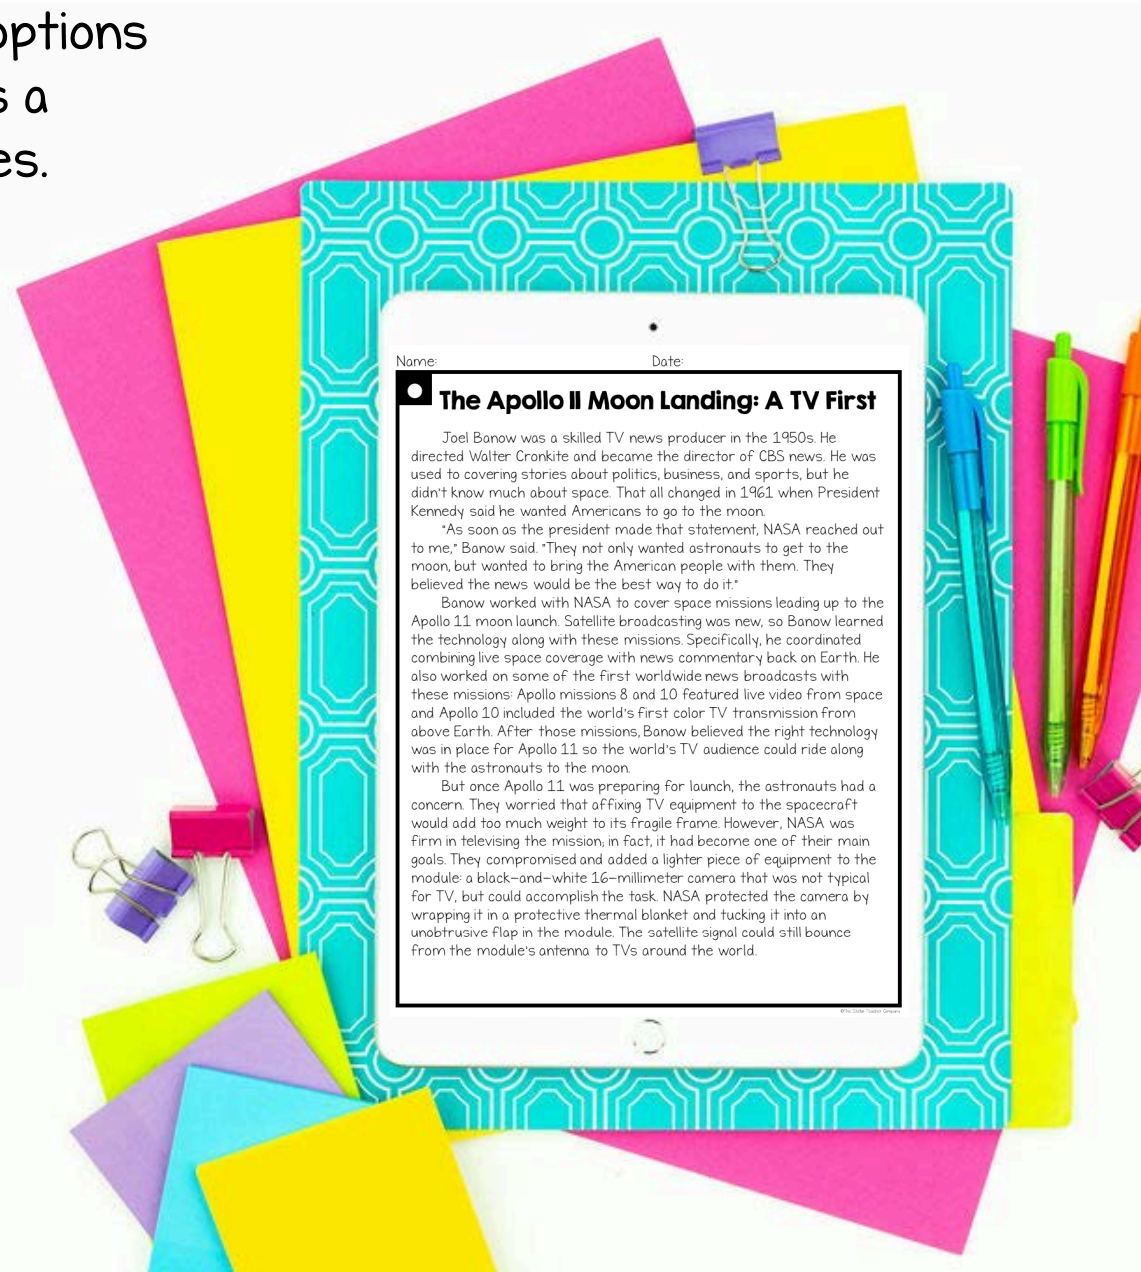 options
s a
es.
Name:
Date:
The Apollo 11 Moon Landing: A TV First
Joel Banow was a skilled TV news producer in the 1950s. He
directed Walter Cronkite and became the director of CBS news. He was
used to covering stories about politics, business, and sports, but he
didn't know much about space. That all changed in 1961 when President
Kennedy said he wanted Americans to go to the moon.
"As soon as the president made that statement, NASA reached out
to me," Banow said. "They not only wanted astronauts to get to the
moon, but wanted to bring the American people with them. They
believed the news would be the best way to do it."
Banow worked with NASA to cover space missions leading up to the
Apollo 11 moon launch. Satellite broadcasting was new, so Banow learned
the technology along with these missions. Specifically, he coordinated
combining live space coverage with news commentary back on Earth. He
also worked on some of the first worldwide news broadcasts with
these missions: Apollo missions 8 and 10 featured live video from space
and Apollo 10 included the world's first color TV transmission from
above Earth. After those missions, Banow believed the right technology
was in place for Apollo 11 so the world's TV audience could ride along
with the astronauts to the moon.
But once Apollo 11 was preparing for launch, the astronauts had a
concern. They worried that affixing TV equipment to the spacecraft
would add too much weight to its fragile frame. However, NASA was
firm in televising the mission; in fact, it had become one of their main
goals. They compromised and added a lighter piece of equipment to the
module: a black-and-white 16-millimeter camera that was not typical
for TV, but could accomplish the task. NASA protected the camera by
wrapping it in a protective thermal blanket and tucking it into an
unobtrusive flap in the module. The satellite signal could still bounce
from the module's antenna to TVs around the world.